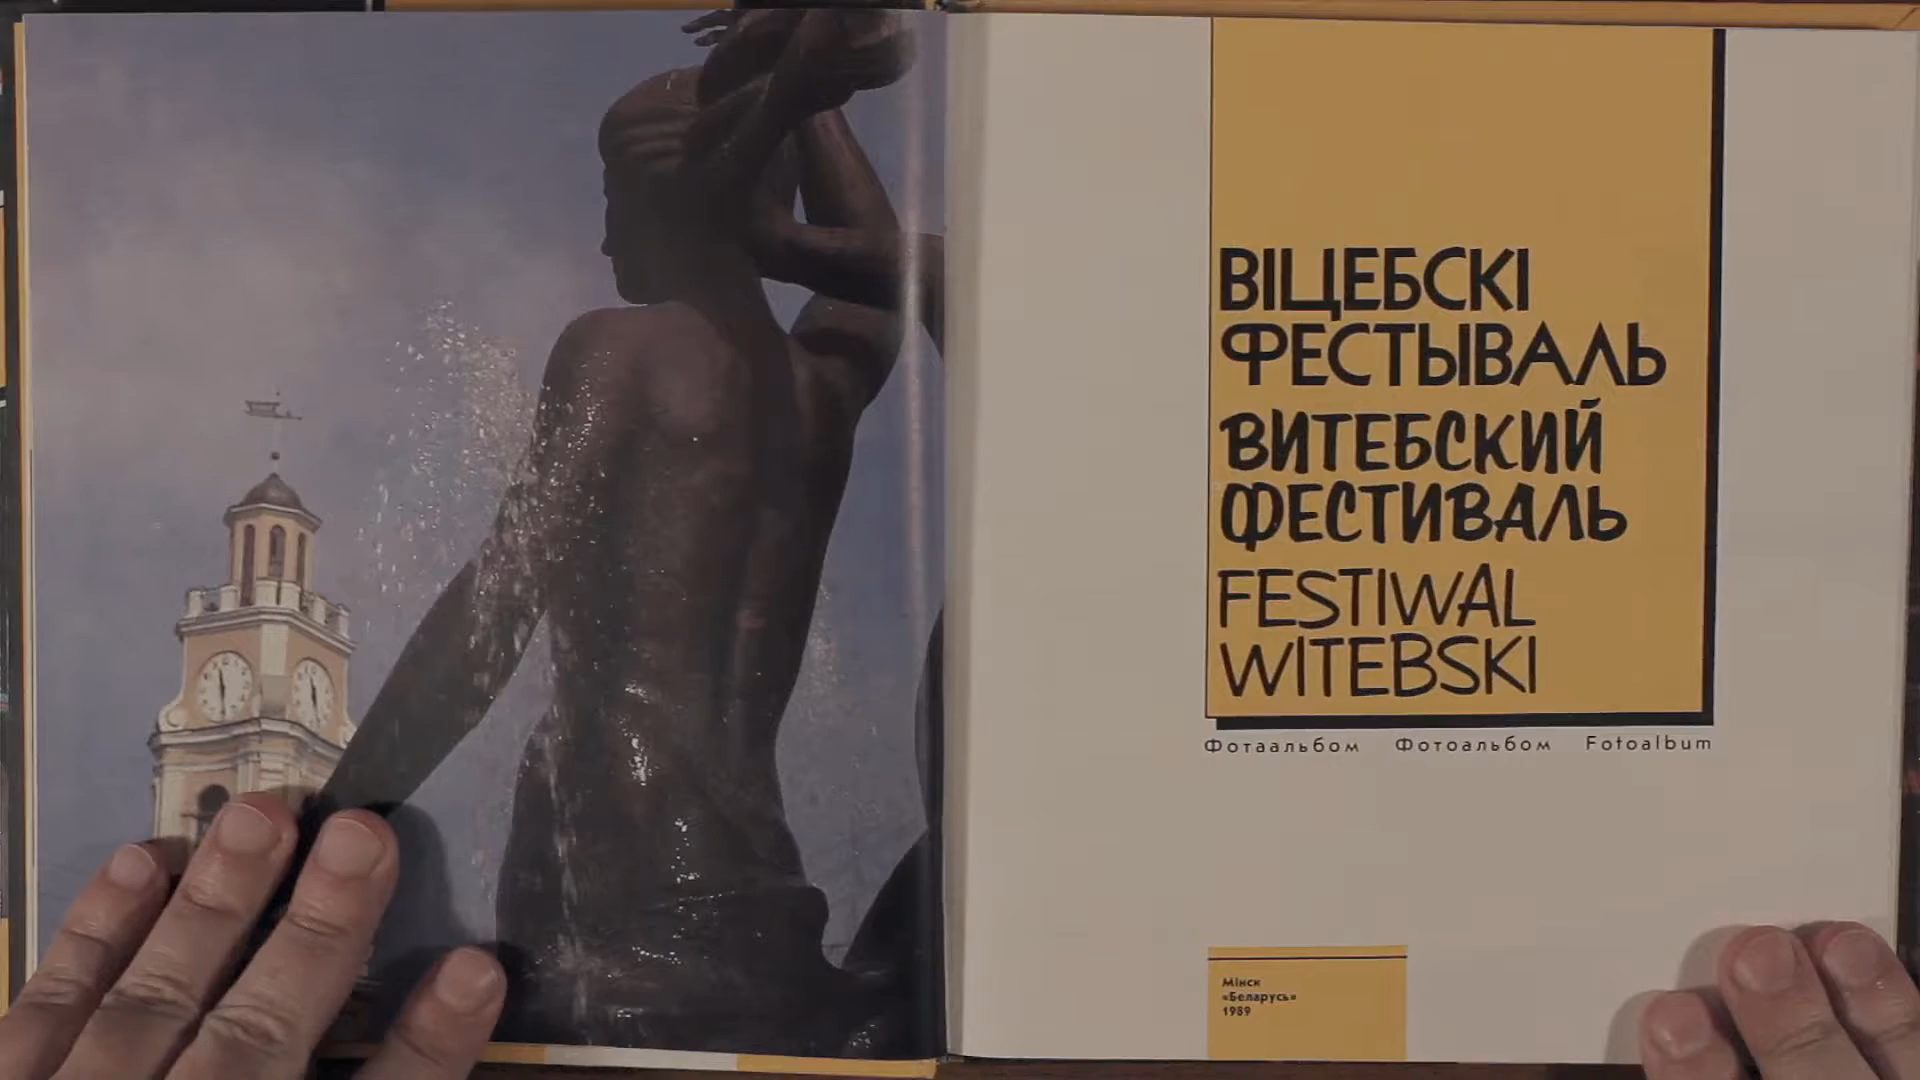 ВІЦЕБСКІ
ФЕСТЫВАЛЬ
ВИТЕБСКИЙ
ФЕСТИВАЛЬ
FESTIWAL
WITEBSKI
Фотаальбом Фотоальбом Fotoalbum
Мінск
«Беларусь»
1989